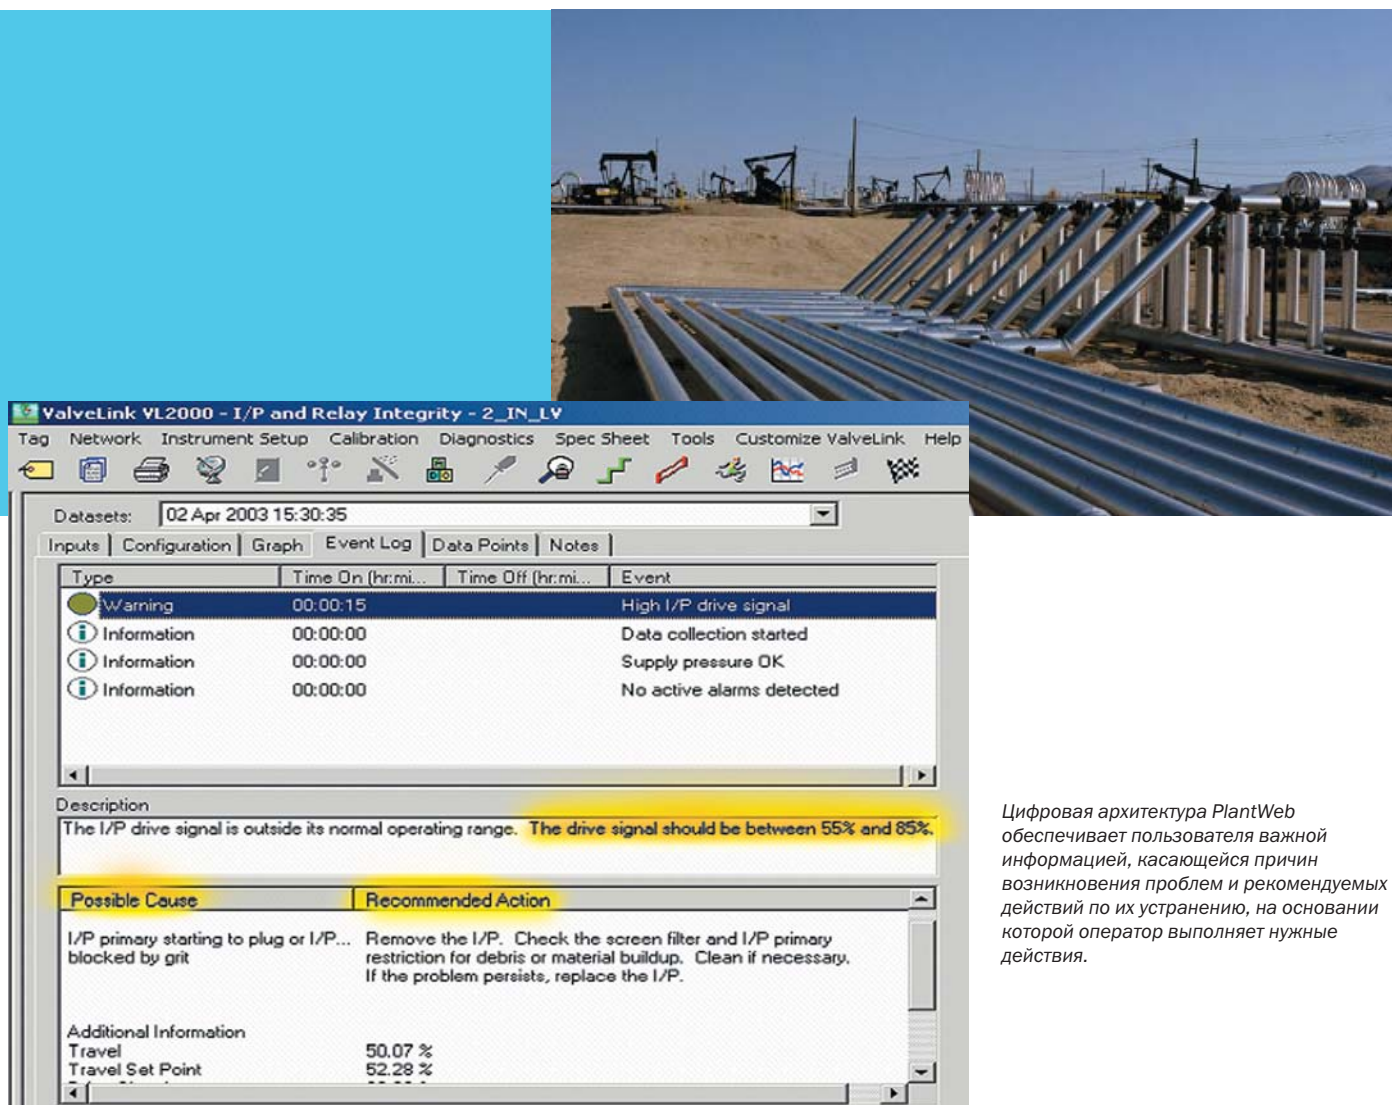 ValveLink VL2000 - I/P and Relay Integrity - 2_IN_LV
Tag Network Instrument Setup Calibration Diagnostics Spec Sheet Tools Customize ValveLink Help
Datasets: 02 Apr 2003 15:30:35
Inputs Configuration Graph Event Log Data Points Notes
Type Time On (hr:mi... Time Off (hr:mi... Event
Warning 00:00:15 High I/P drive signal
Information 00:00:00 Data collection started
Information 00:00:00 Supply pressure OK
Information 00:00:00 No active alarms detected
Description
The I/P drive signal is outside its normal operating range. The drive signal should be between 55% and 85%.
Possible Cause Recommended Action
I/P primary starting to plug or I/P... Remove the I/P. Check the screen filter and I/P primary
blocked by grit restriction for debris or material buildup. Clean if necessary.
If the problem persists, replace the I/P.
Additional Information
Travel 50.07 %
Travel Set Point 52.28 %
Цифровая архитектура PlantWeb
обеспечивает пользователя важной
информацией, касающейся причин
возникновения проблем и рекомендуемых
действий по их устранению, на основании
которой оператор выполняет нужные
действия.